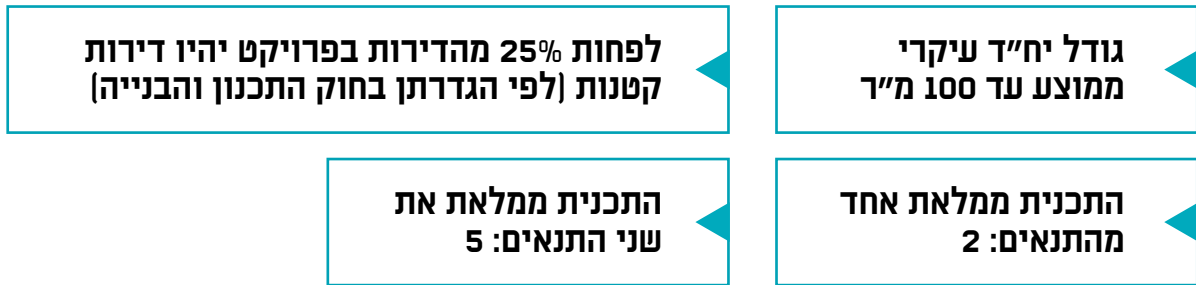 גודל יח״ד עיקרי
ממוצע עד 100 מ״ר
לפחות 25% מהדירות בפרויקט יהיו דירות
קטנות (לפי הגדרתן בחוק התכנון והבנייה)
התכנית ממלאת אחד
מהתנאים: 2
התכנית ממלאת את
שני התנאים: 5